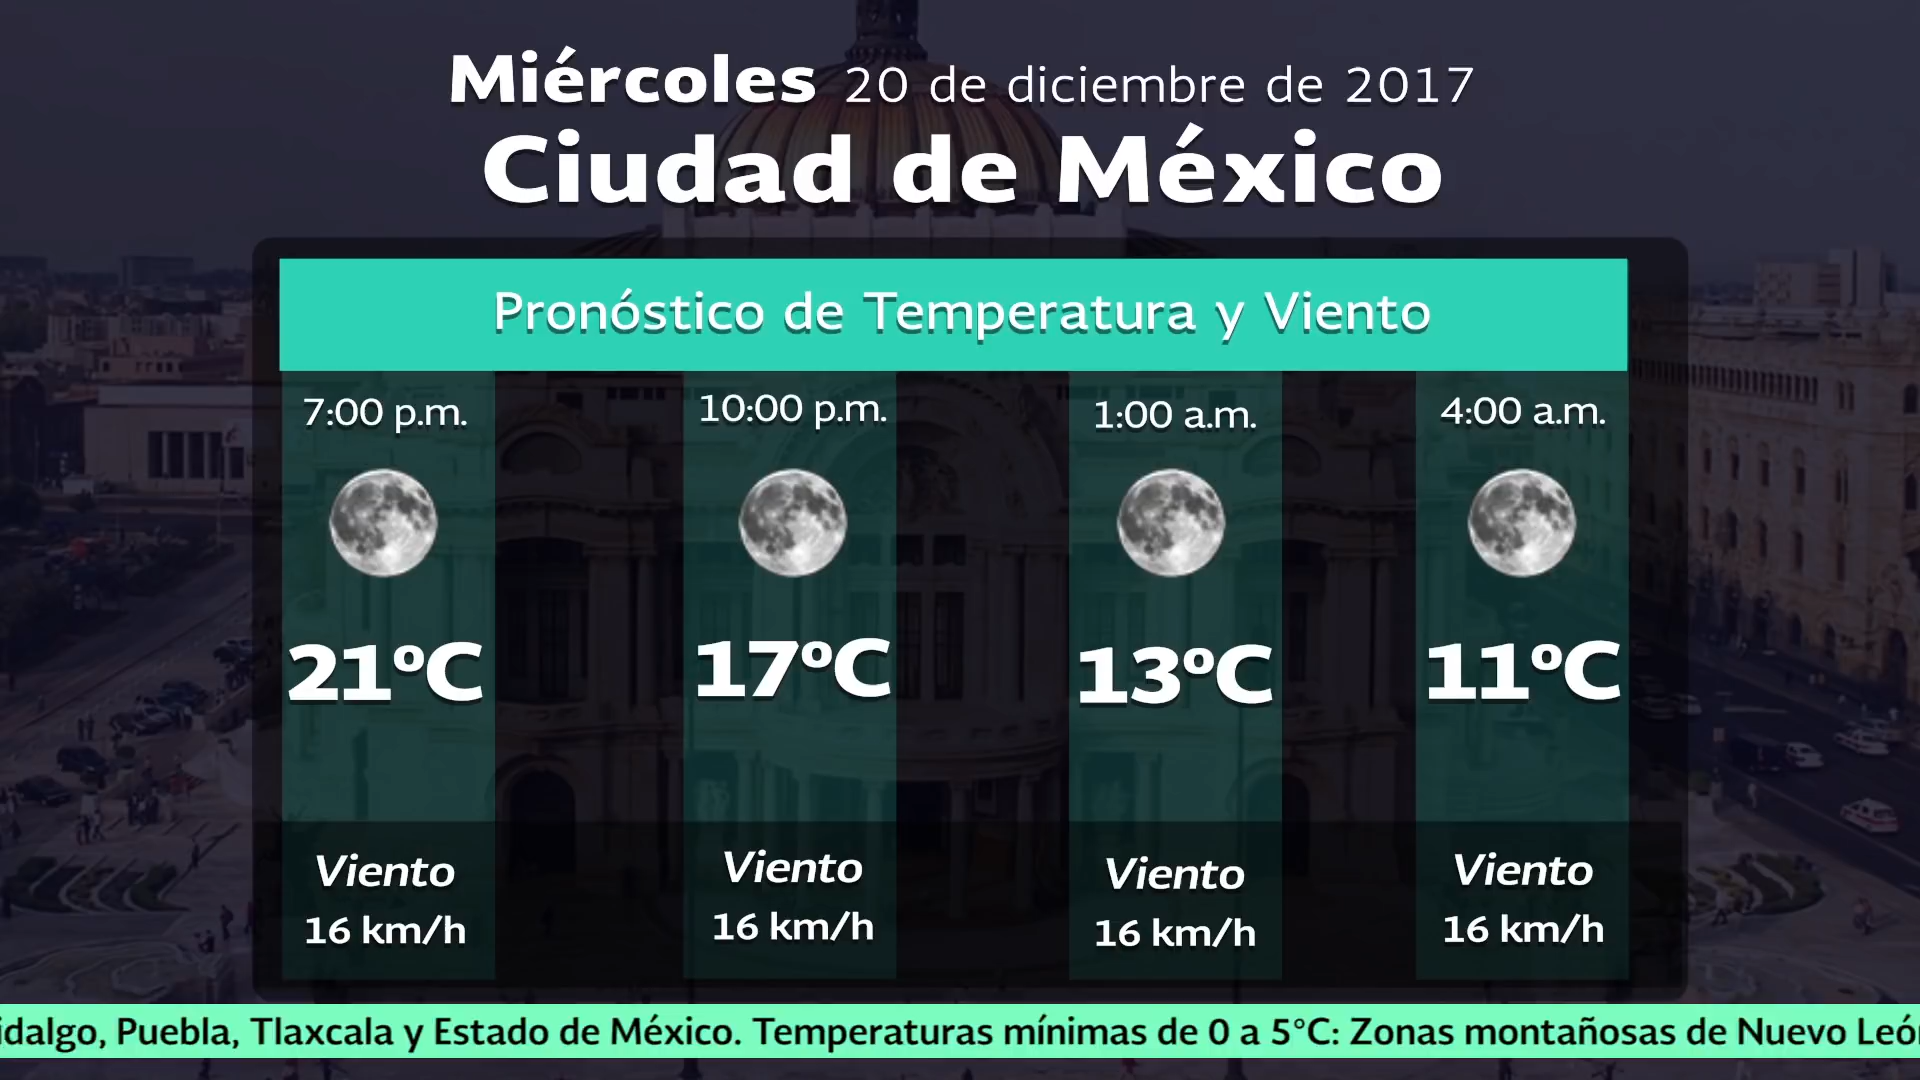 Miércoles 20 de diciembre de 2017
Ciudad de México
Pronóstico de Temperatura y Viento
7:00 p.m. 10:00 p.m. 1:00 a.m. 4:00 a.m.
21°C 17°C 13°C 11°C
Viento Viento Viento Viento
16 km/h 16 km/h 16 km/h 16 km/h
idalgo, Puebla, Tlaxcala y Estado de México. Temperaturas mínimas de 0 a 5°C: Zonas montañosas de Nuevo Leó